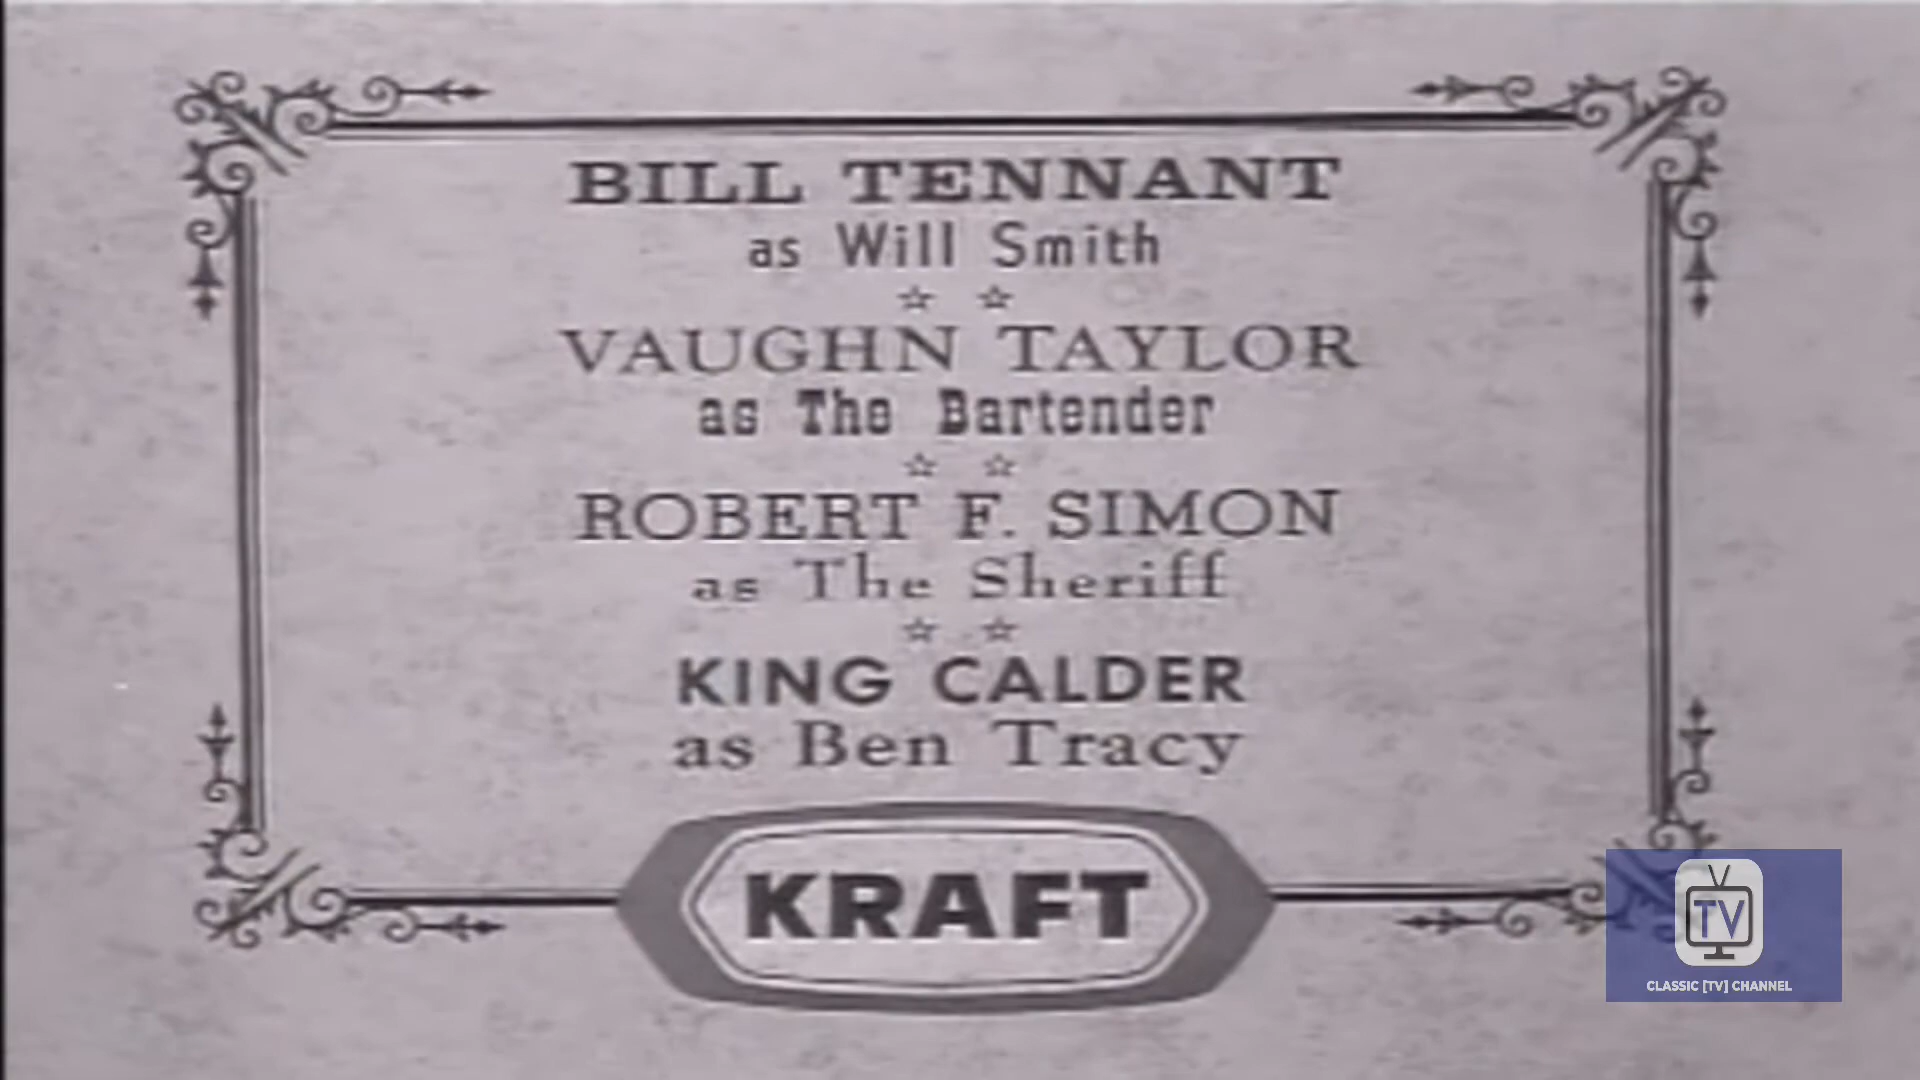 BILL TENNANT
as Will Smith
☆ ☆
VAUGHN TAYLOR
as The Bartender
☆ ☆
ROBERT F. SIMON
as The Sheriff
☆ ☆
KING CALDER
as Ben Tracy
KRAFT
TV
CLASSIC [TV] CHANNEL